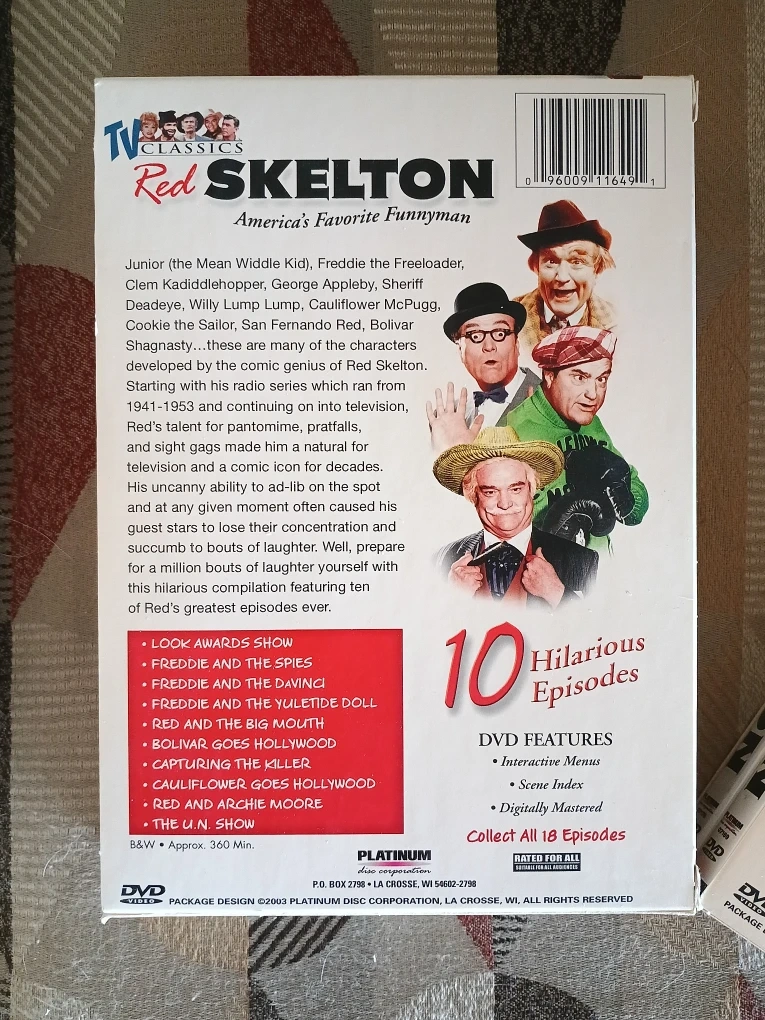 TV CLASSICS
Red SKELTON
America's Favorite Funnyman
0 96009 11649 1
Junior (the Mean Widdle Kid), Freddie the Freeloader,
Clem Kadiddlehopper, George Appleby, Sheriff
Deadeye, Willy Lump Lump, Cauliflower McPugg,
Cookie the Sailor, San Fernando Red, Bolivar
Shagnasty...these are many of the characters
developed by the comic genius of Red Skelton.
Starting with his radio series which ran from
1941-1953 and continuing on into television,
Red's talent for pantomime, pratfalls,
and sight gags made him a natural for
television and a comic icon for decades.
His uncanny ability to ad-lib on the spot
and at any given moment often caused his
guest stars to lose their concentration and
succumb to bouts of laughter. Well, prepare
for a million bouts of laughter yourself with
this hilarious compilation featuring ten
of Red's greatest episodes ever.
• LOOK AWARDS SHOW
• FREDDIE AND THE SPIES
• FREDDIE AND THE DAVINCI
• FREDDIE AND THE YULETIDE DOLL
• RED AND THE BIG MOUTH
• BOLIVAR GOES HOLLYWOOD
• CAPTURING THE KILLER
• CAULIFLOWER GOES HOLLYWOOD
• RED AND ARCHIE MOORE
• THE U.N. SHOW
B&W • Approx. 360 Min.
10 Hilarious
Episodes
DVD FEATURES
• Interactive Menus
• Scene Index
• Digitally Mastered
Collect All 18 Episodes
PLATINUM
disc corporation
RATED FOR ALL
SUITABLE FOR ALL AUDIENCES
P.O. BOX 2798 • LA CROSSE, WI 54602-2798
DVD
VIDEO
PACKAGE DESIGN ©2003 PLATINUM DISC CORPORATION, LA CROSSE, WI, ALL RIGHTS RESERVED
PLATINUM
DVD
DVD
VIDEO
PACKAGE